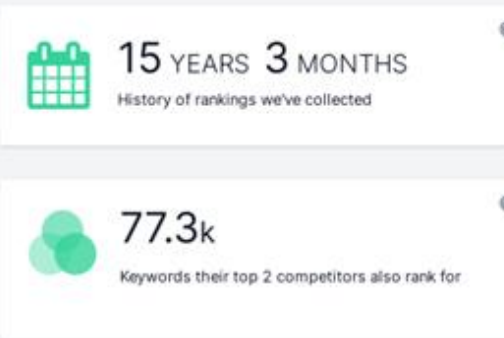 15 YEARS 3 MONTHS
History of rankings we've collected
77.3k
Keywords their top 2 competitors also rank for